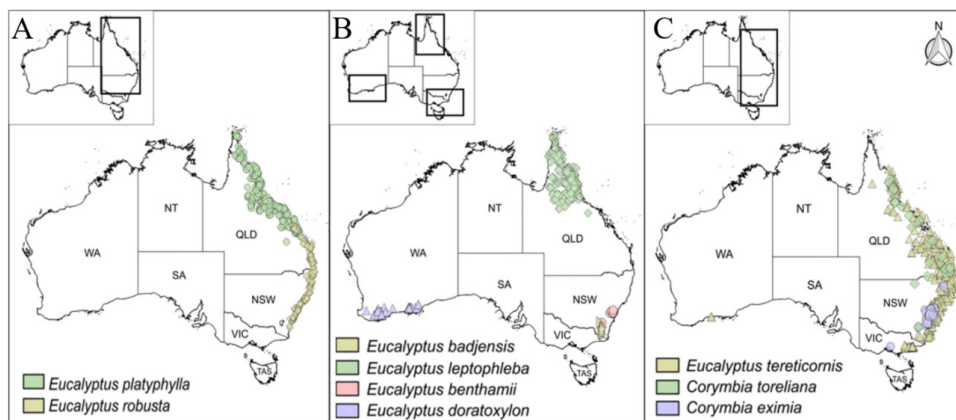 A
WA
NT
SA
QLD
NSW
VIC
TAS
Eucalyptus platyphylla
Eucalyptus robusta
B
WA
NT
SA
QLD
NSW
VIC
TAS
Eucalyptus badjensis
Eucalyptus leptophleba
Eucalyptus benthamii
Eucalyptus doratoxylon
C
N
WA
NT
SA
QLD
NSW
VIC
TAS
Eucalyptus tereticornis
Corymbia toreliana
Corymbia eximia